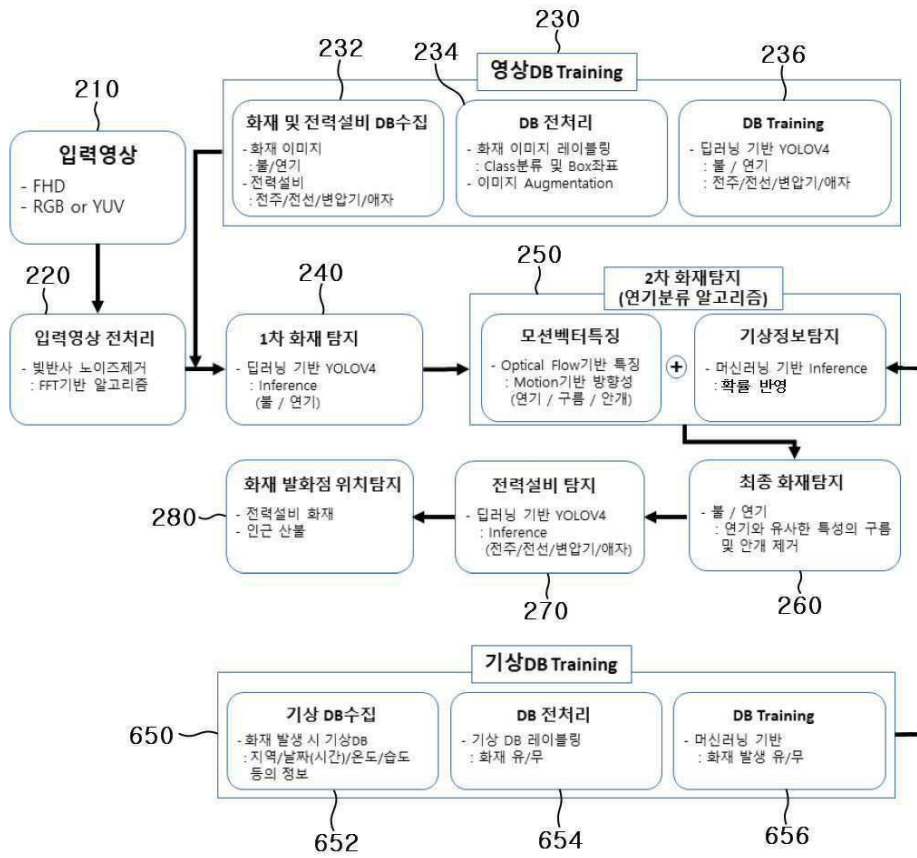 230
232
234
236
영상DB Training
210
입력영상
- FHD
- RGB or YUV
화재 및 전력설비 DB수집
- 화재 이미지
: 불/연기
- 전력설비
: 전주/전선/변압기/애자
DB 전처리
- 화재 이미지 레이블링
: Class분류 및 Box좌표
- 이미지 Augmentation
DB Training
- 딥러닝 기반 YOLOV4
: 불 / 연기
: 전주/전선/변압기/애자
220
240
250
2차 화재탐지
(연기분류 알고리즘)
입력영상 전처리
- 빛반사 노이즈제거
: FFT기반 알고리즘
1차 화재 탐지
- 딥러닝 기반 YOLOV4
: Inference
(불 / 연기)
모션벡터특징
- Optical Flow기반 특징
: Motion기반 방향성
(연기 / 구름 / 안개)
+
기상정보탐지
- 머신러닝 기반 Inference
: 확률 반영
280
화재 발화점 위치탐지
- 전력설비 화재
- 인근 산불
전력설비 탐지
- 딥러닝 기반 YOLOV4
: Inference
(전주/전선/변압기/애자)
최종 화재탐지
- 불 / 연기
: 연기와 유사한 특성의 구름
및 안개 제거
270
260
기상DB Training
650
기상 DB수집
- 화재 발생 시 기상DB
: 지역/날짜(시간)/온도/습도
등의 정보
DB 전처리
- 기상 DB 레이블링
: 화재 유/무
DB Training
- 머신러닝 기반
: 화재 발생 유/무
652
654
656